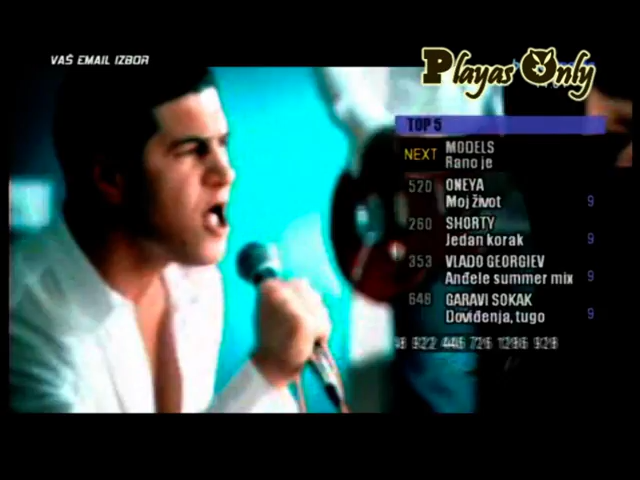 VAŠ EMAIL IZBOR
Playas Only
TOP 5
NEXT
MODELS
Rano je
520
ONEYA
Moj život
9
260
SHORTY
Jedan korak
9
353
VLADO GEORGIEV
Anđele summer mix
9
648
GARAVI SOKAK
Doviđenja, tugo
9